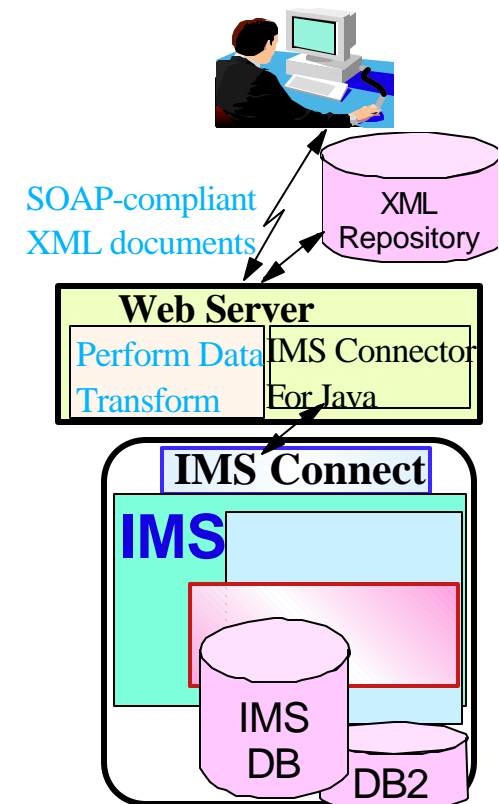 SOAP-compliant
XML documents
XML
Repository
Web Server
Perform Data
Transform
IMS Connector
For Java
IMS Connect
IMS
IMS
DB
DB2